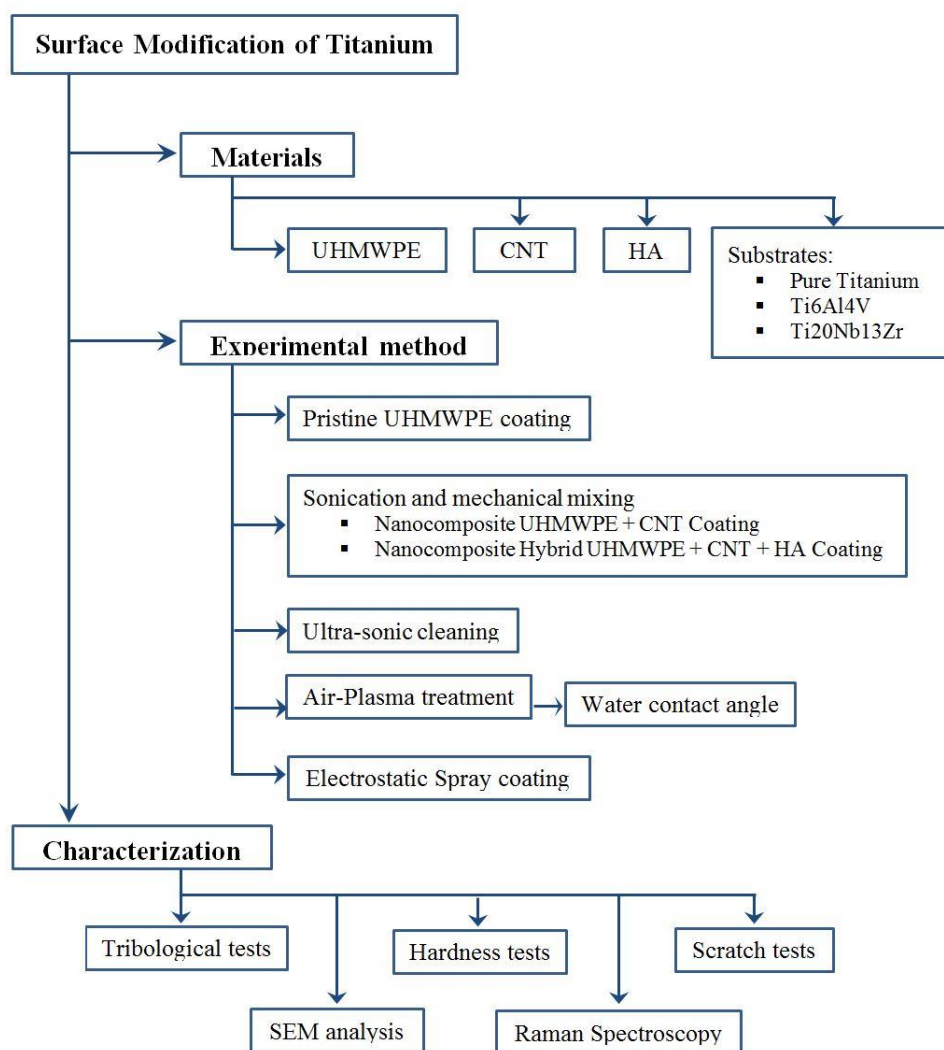 Surface Modification of Titanium
Materials
UHMWPE
CNT
HA
Substrates:
▪ Pure Titanium
▪ Ti6Al4V
▪ Ti20Nb13Zr
Experimental method
Pristine UHMWPE coating
Sonication and mechanical mixing
▪ Nanocomposite UHMWPE + CNT Coating
▪ Nanocomposite Hybrid UHMWPE + CNT + HA Coating
Ultra-sonic cleaning
Air-Plasma treatment
Water contact angle
Electrostatic Spray coating
Characterization
Tribological tests
Hardness tests
Scratch tests
SEM analysis
Raman Spectroscopy